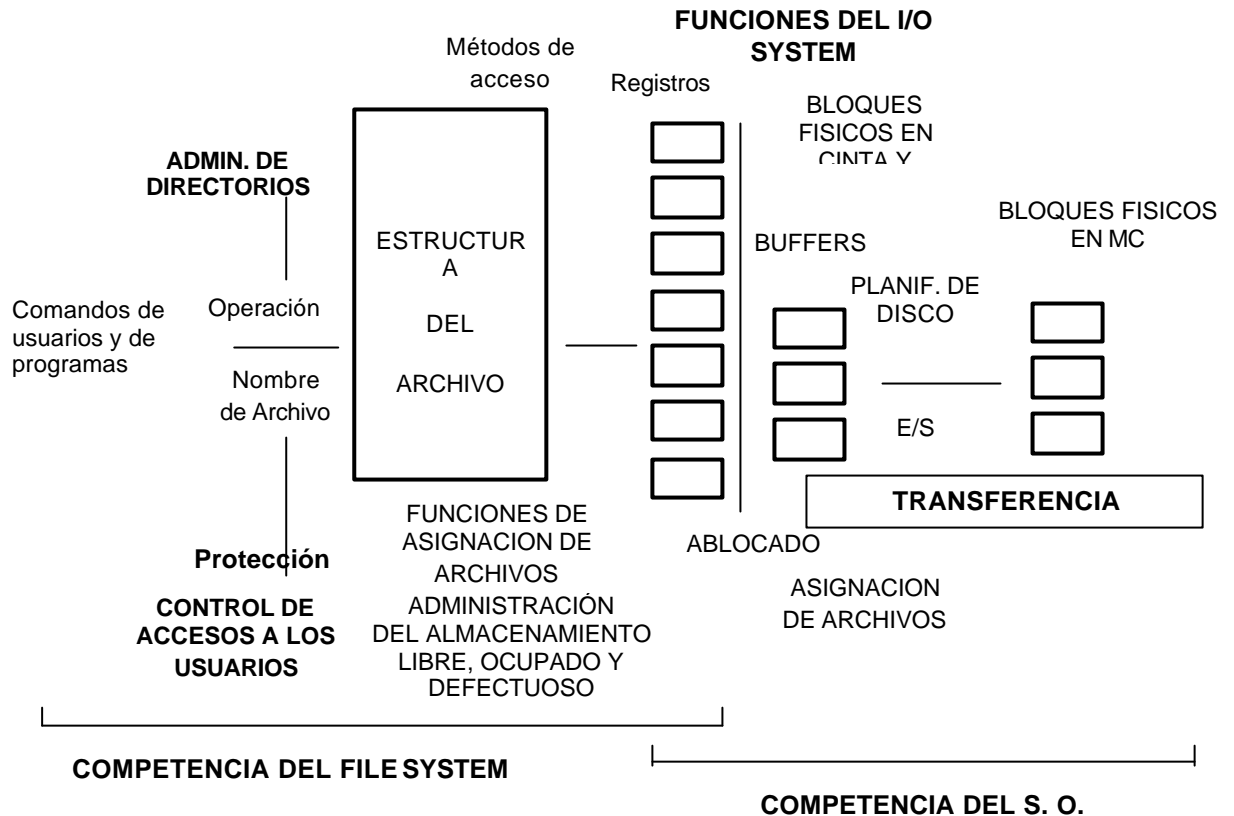 FUNCIONES DEL I/O
SYSTEM
Métodos de
acceso
Registros
BLOQUES
FISICOS EN
CINTA Y
ADMIN. DE
DIRECTORIOS
BLOQUES FISICOS
EN MC
ESTRUCTUR
A
DEL
ARCHIVO
BUFFERS
PLANIF. DE
DISCO
Comandos de
usuarios y de
programas
Operación
Nombre
de Archivo
E/S
TRANSFERENCIA
FUNCIONES DE
ASIGNACION DE
ARCHIVOS
ADMINISTRACIÓN
DEL ALMACENAMIENTO
LIBRE, OCUPADO Y
DEFECTUOSO
ABLOCADO
Protección
CONTROL DE
ACCESOS A LOS
USUARIOS
ASIGNACION
DE ARCHIVOS
COMPETENCIA DEL FILE SYSTEM
COMPETENCIA DEL S. O.